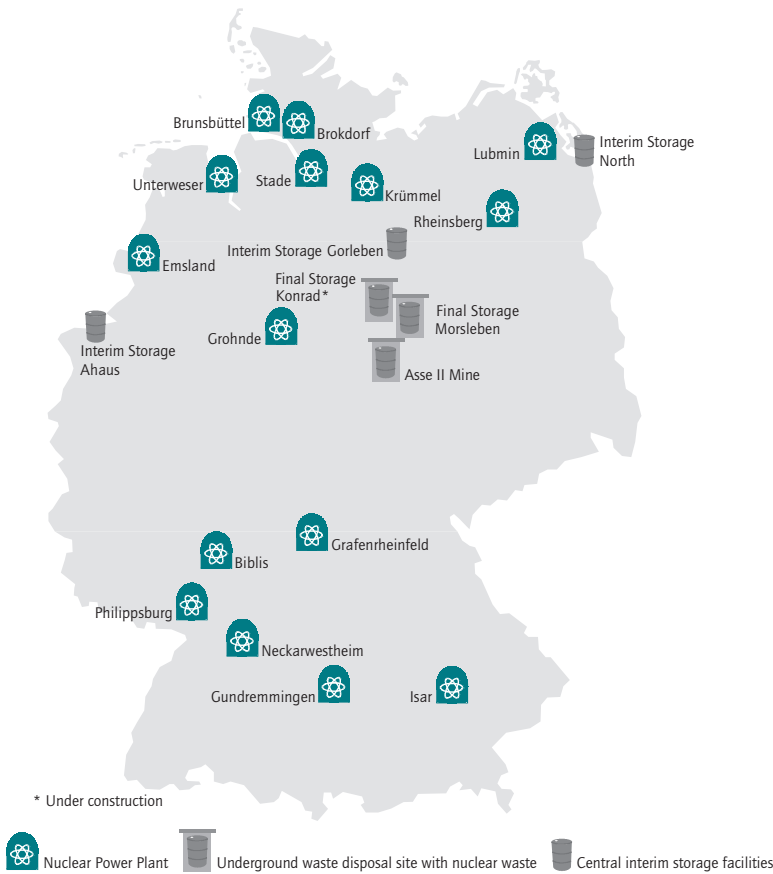 Brunsbüttel
Brokdorf
Lubmin
Interim Storage
North
Unterweser
Stade
Krümmel
Rheinsberg
Interim Storage Gorleben
Emsland
Final Storage
Konrad*
Final Storage
Morsleben
Grohnde
Interim Storage
Ahaus
Asse II Mine
Grafenrheinfeld
Biblis
Philippsburg
Neckarwestheim
Gundremmingen
Isar
* Under construction
Nuclear Power Plant
Underground waste disposal site with nuclear waste
Central interim storage facilities